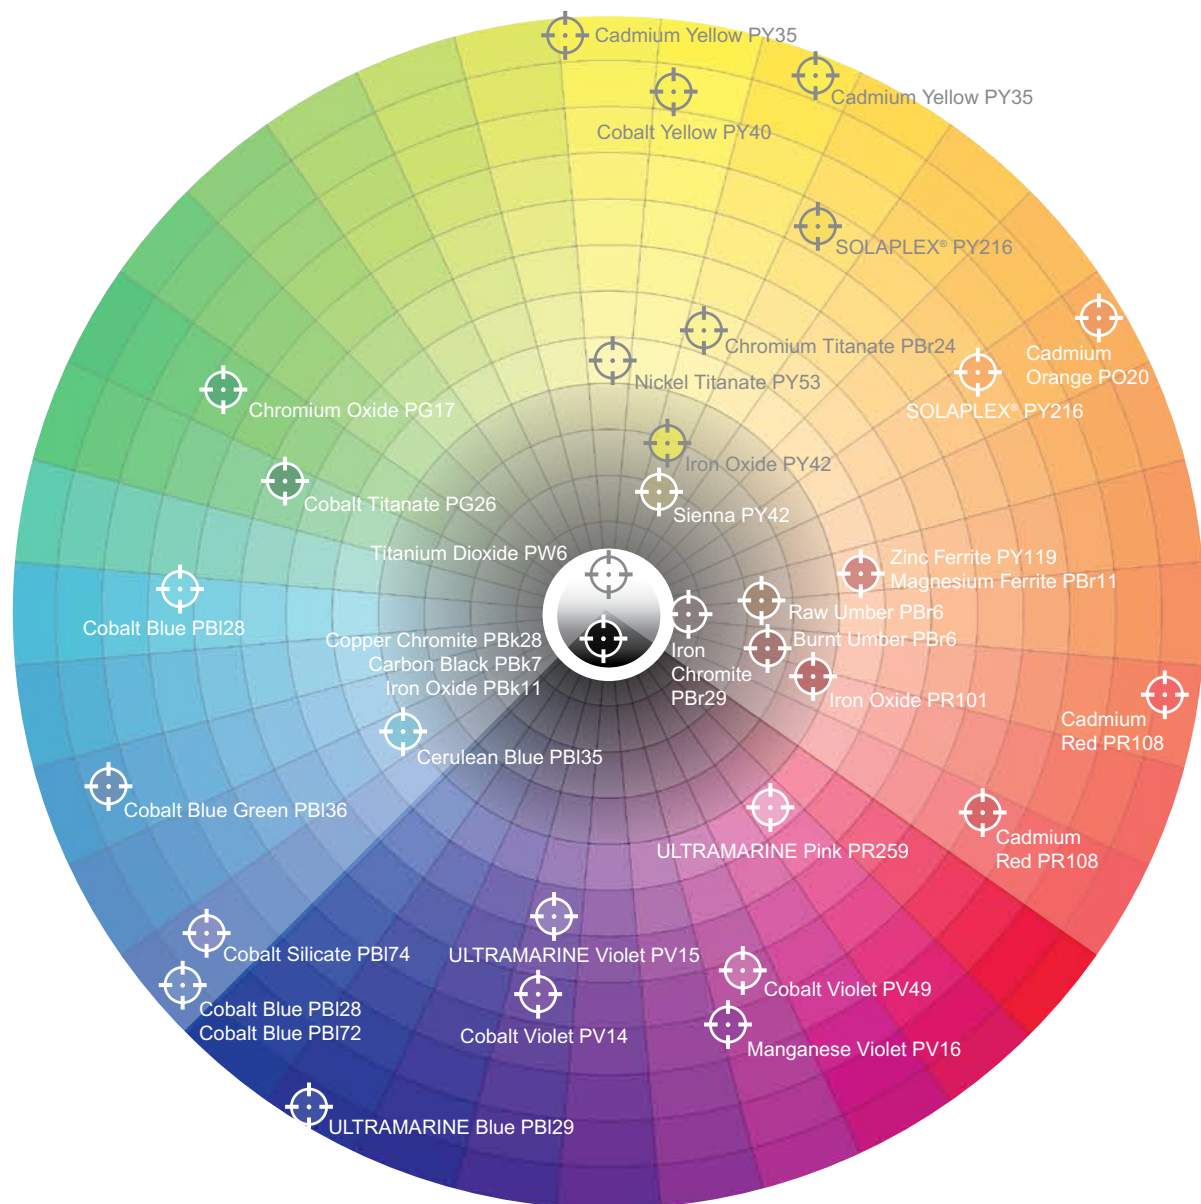 Cadmium Yellow PY35
Cadmium Yellow PY35
Cobalt Yellow PY40
SOLAPLEX® PY216
Chromium Titanate PBr24
Cadmium
Orange PO20
Nickel Titanate PY53
SOLAPLEX® PY216
Chromium Oxide PG17
Iron Oxide PY42
Cobalt Titanate PG26
Sienna PY42
Titanium Dioxide PW6
Zinc Ferrite PY119
Magnesium Ferrite PBr11
Raw Umber PBr6
Cobalt Blue PBl28
Copper Chromite PBk28
Carbon Black PBk7
Iron Oxide PBk11
Iron
Chromite
PBr29
Burnt Umber PBr6
Iron Oxide PR101
Cadmium
Red PR108
Cerulean Blue PBl35
Cobalt Blue Green PBl36
ULTRAMARINE Pink PR259
Cadmium
Red PR108
Cobalt Silicate PBl74
ULTRAMARINE Violet PV15
Cobalt Violet PV49
Cobalt Blue PBl28
Cobalt Blue PBl72
Cobalt Violet PV14
Manganese Violet PV16
ULTRAMARINE Blue PBl29